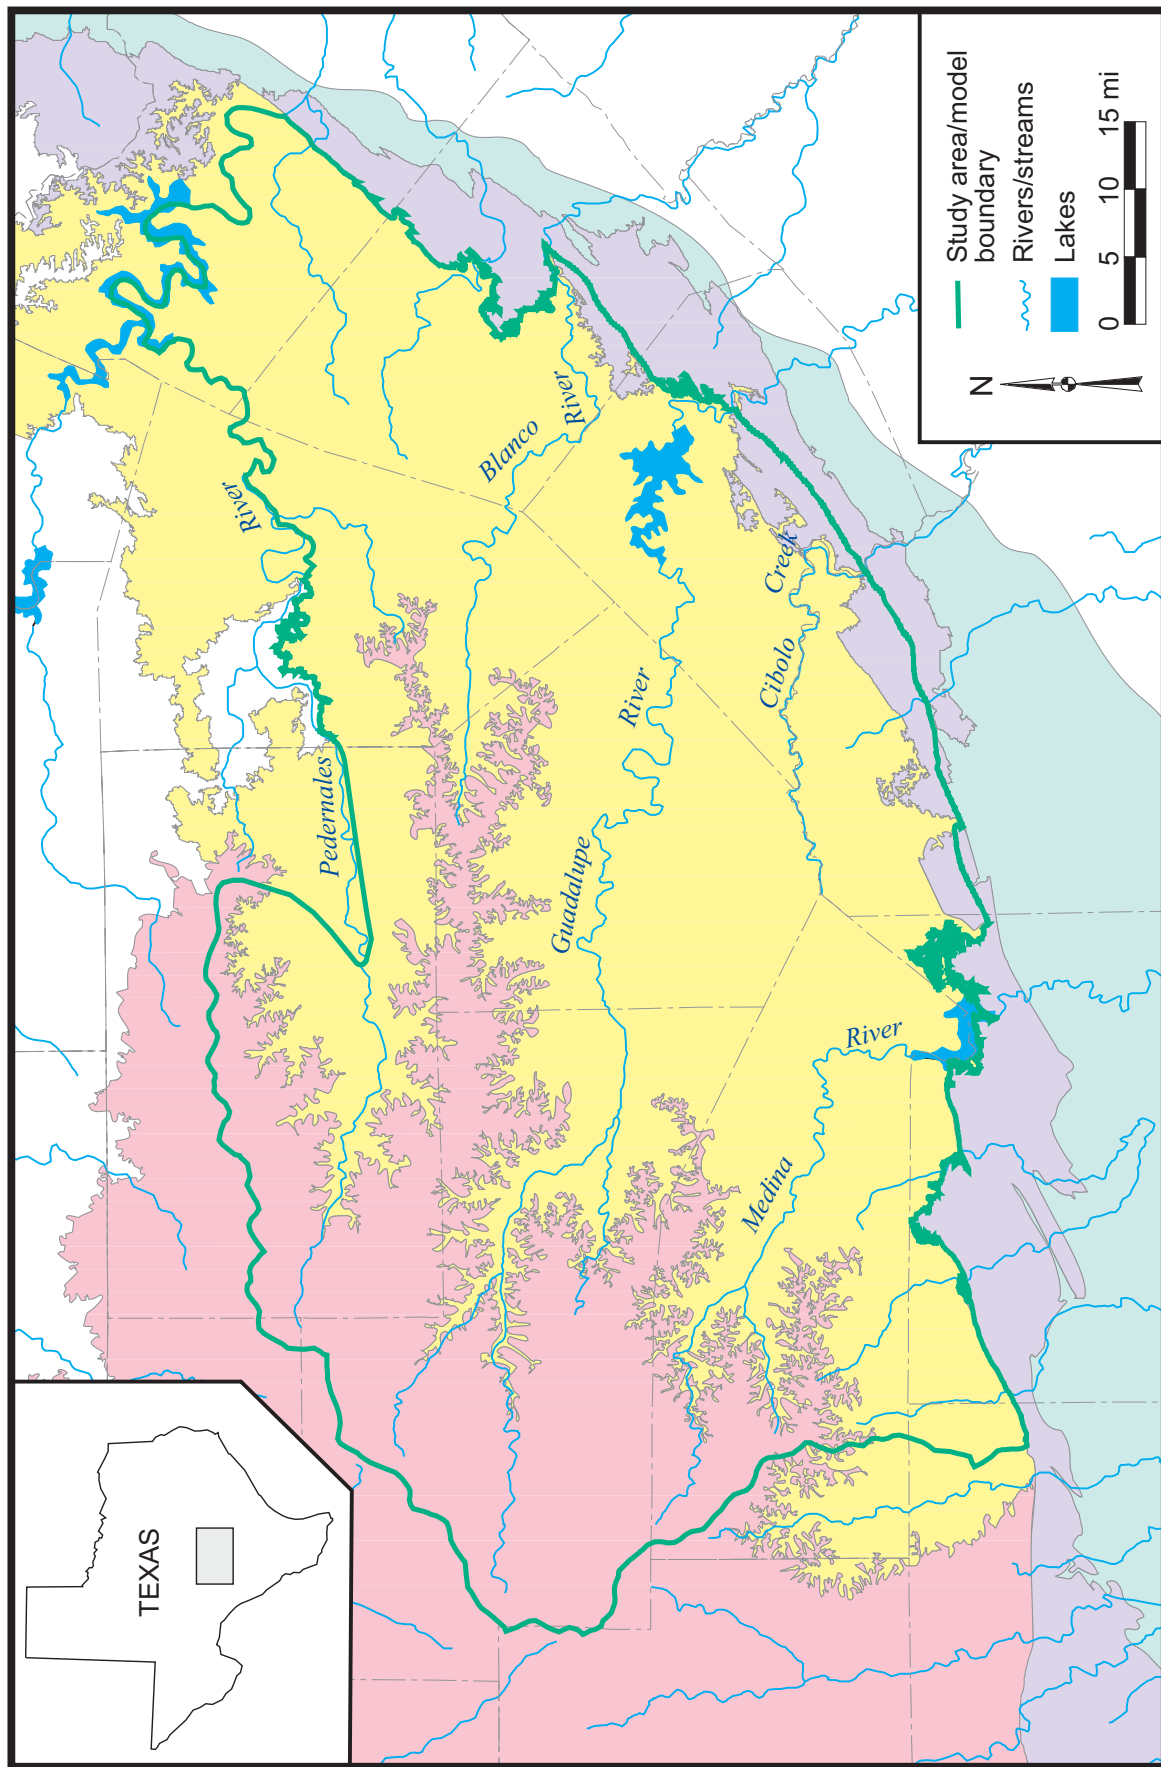 TEXAS
Pedernales
River
Blanco
River
Guadalupe
River
Cibolo
Creek
Medina
River
N
Study area/model
boundary
Rivers/streams
Lakes
0 5 10 15 mi